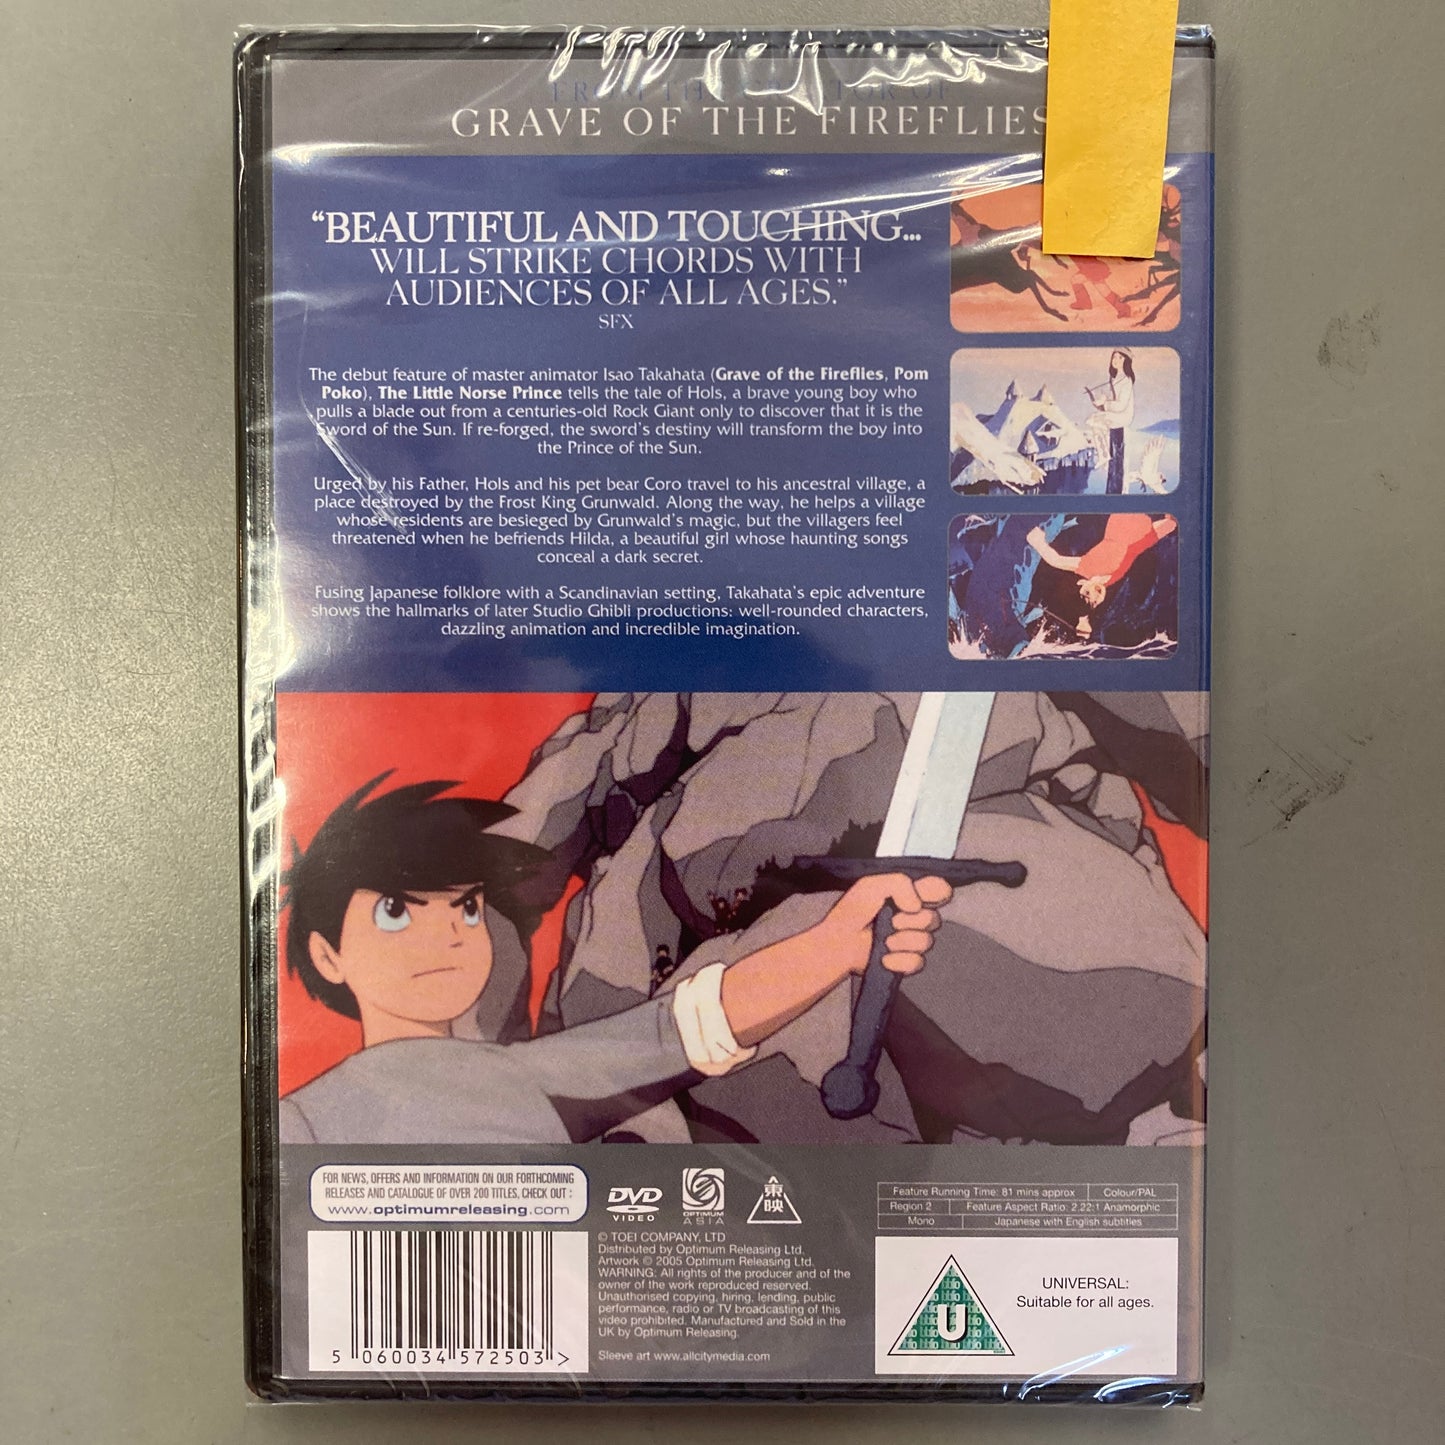 FROM THE CREATOR OF
GRAVE OF THE FIREFLIES
“BEAUTIFUL AND TOUCHING...
WILL STRIKE CHORDS WITH
AUDIENCES OF ALL AGES.”
SFX
The debut feature of master animator Isao Takahata (Grave of the Fireflies, Pom
Poko), The Little Norse Prince tells the tale of Hols, a brave young boy who
pulls a blade out from a centuries-old Rock Giant only to discover that it is the
Sword of the Sun. If re-forged, the sword's destiny will transform the boy into
the Prince of the Sun.
Urged by his Father, Hols and his pet bear Coro travel to his ancestral village, a
place destroyed by the Frost King Grunwald. Along the way, he helps a village
whose residents are besieged by Grunwald's magic, but the villagers feel
threatened when he befriends Hilda, a beautiful girl whose haunting songs
conceal a dark secret.
Fusing Japanese folklore with a Scandinavian setting, Takahata's epic adventure
shows the hallmarks of later Studio Ghibli productions: well-rounded characters,
dazzling animation and incredible imagination.
FOR NEWS, OFFERS AND INFORMATION ON OUR FORTHCOMING
RELEASES AND CATALOGUE OF OVER 200 TITLES, CHECK OUT :
www.optimumreleasing.com
DVD
VIDEO
OPTIMUM
ASIA
東
映
Feature Running Time: 81 mins approx Colour/PAL
Region 2 Feature Aspect Ratio: 2.22:1 Anamorphic
Mono Japanese with English subtitles
© TOEI COMPANY, LTD
Distributed by Optimum Releasing Ltd.
Artwork © 2005 Optimum Releasing Ltd.
WARNING: All rights of the producer and of the
owner of the work reproduced reserved.
Unauthorised copying, hiring, lending, public
performance, radio or TV broadcasting of this
video prohibited. Manufactured and Sold in the
UK by Optimum Releasing.
Sleeve art www.allcitymedia.com
5 060034 572503 >
U
UNIVERSAL:
Suitable for all ages.